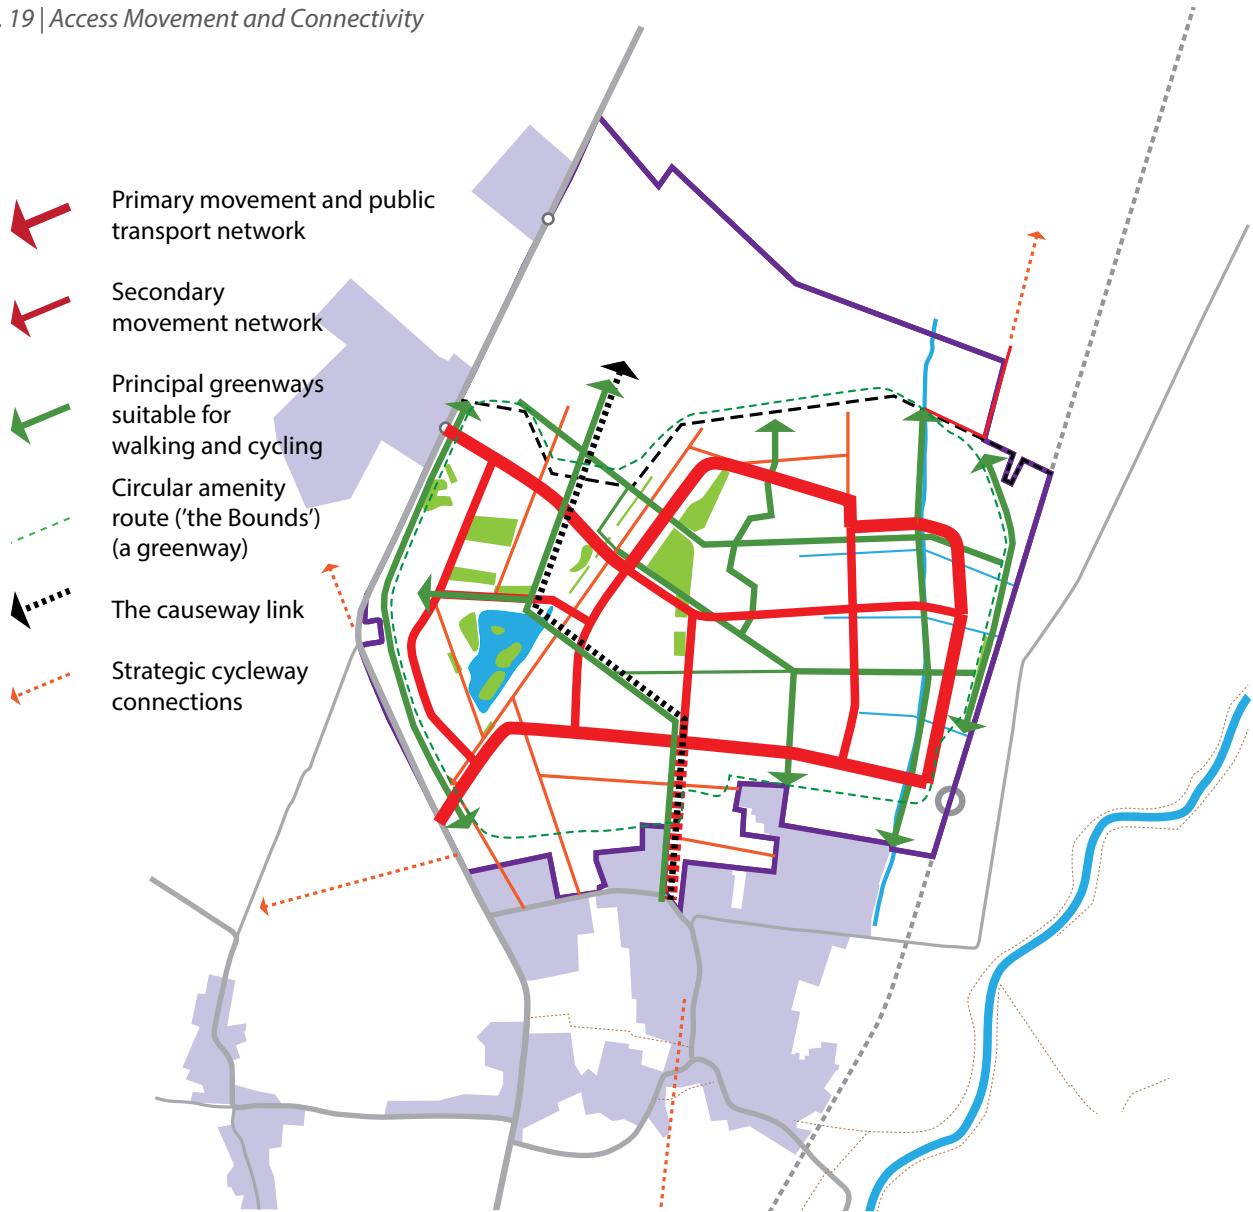 . 19 | Access Movement and Connectivity
Primary movement and public
transport network
Secondary
movement network
Principal greenways
suitable for
walking and cycling
Circular amenity
route ('the Bounds')
(a greenway)
The causeway link
Strategic cycleway
connections